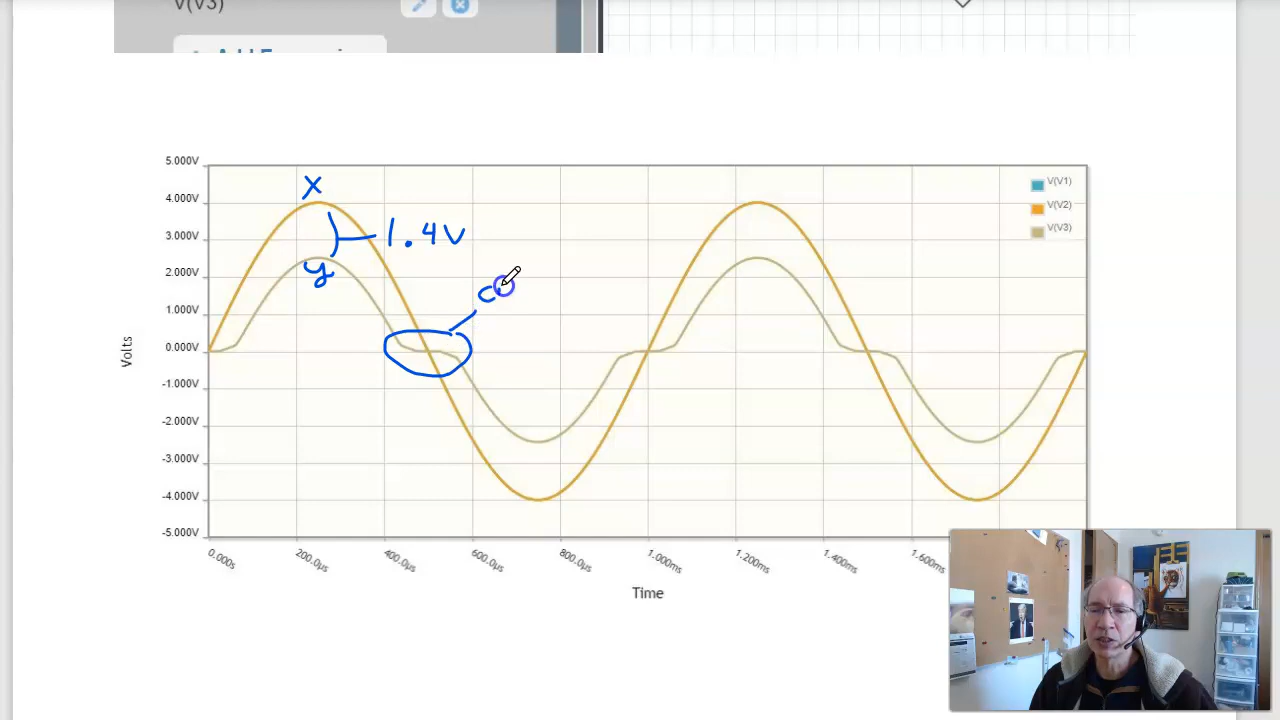 V(V3)
5.000V
4.000V
3.000V
2.000V
1.000V
0.000V
-1.000V
-2.000V
-3.000V
-4.000V
-5.000V
Volts
X
y
1.4V
V(V1)
V(V2)
V(V3)
0.000s
200.0µs
400.0µs
600.0µs
800.0µs
1.000ms
1.200ms
1.400ms
Time